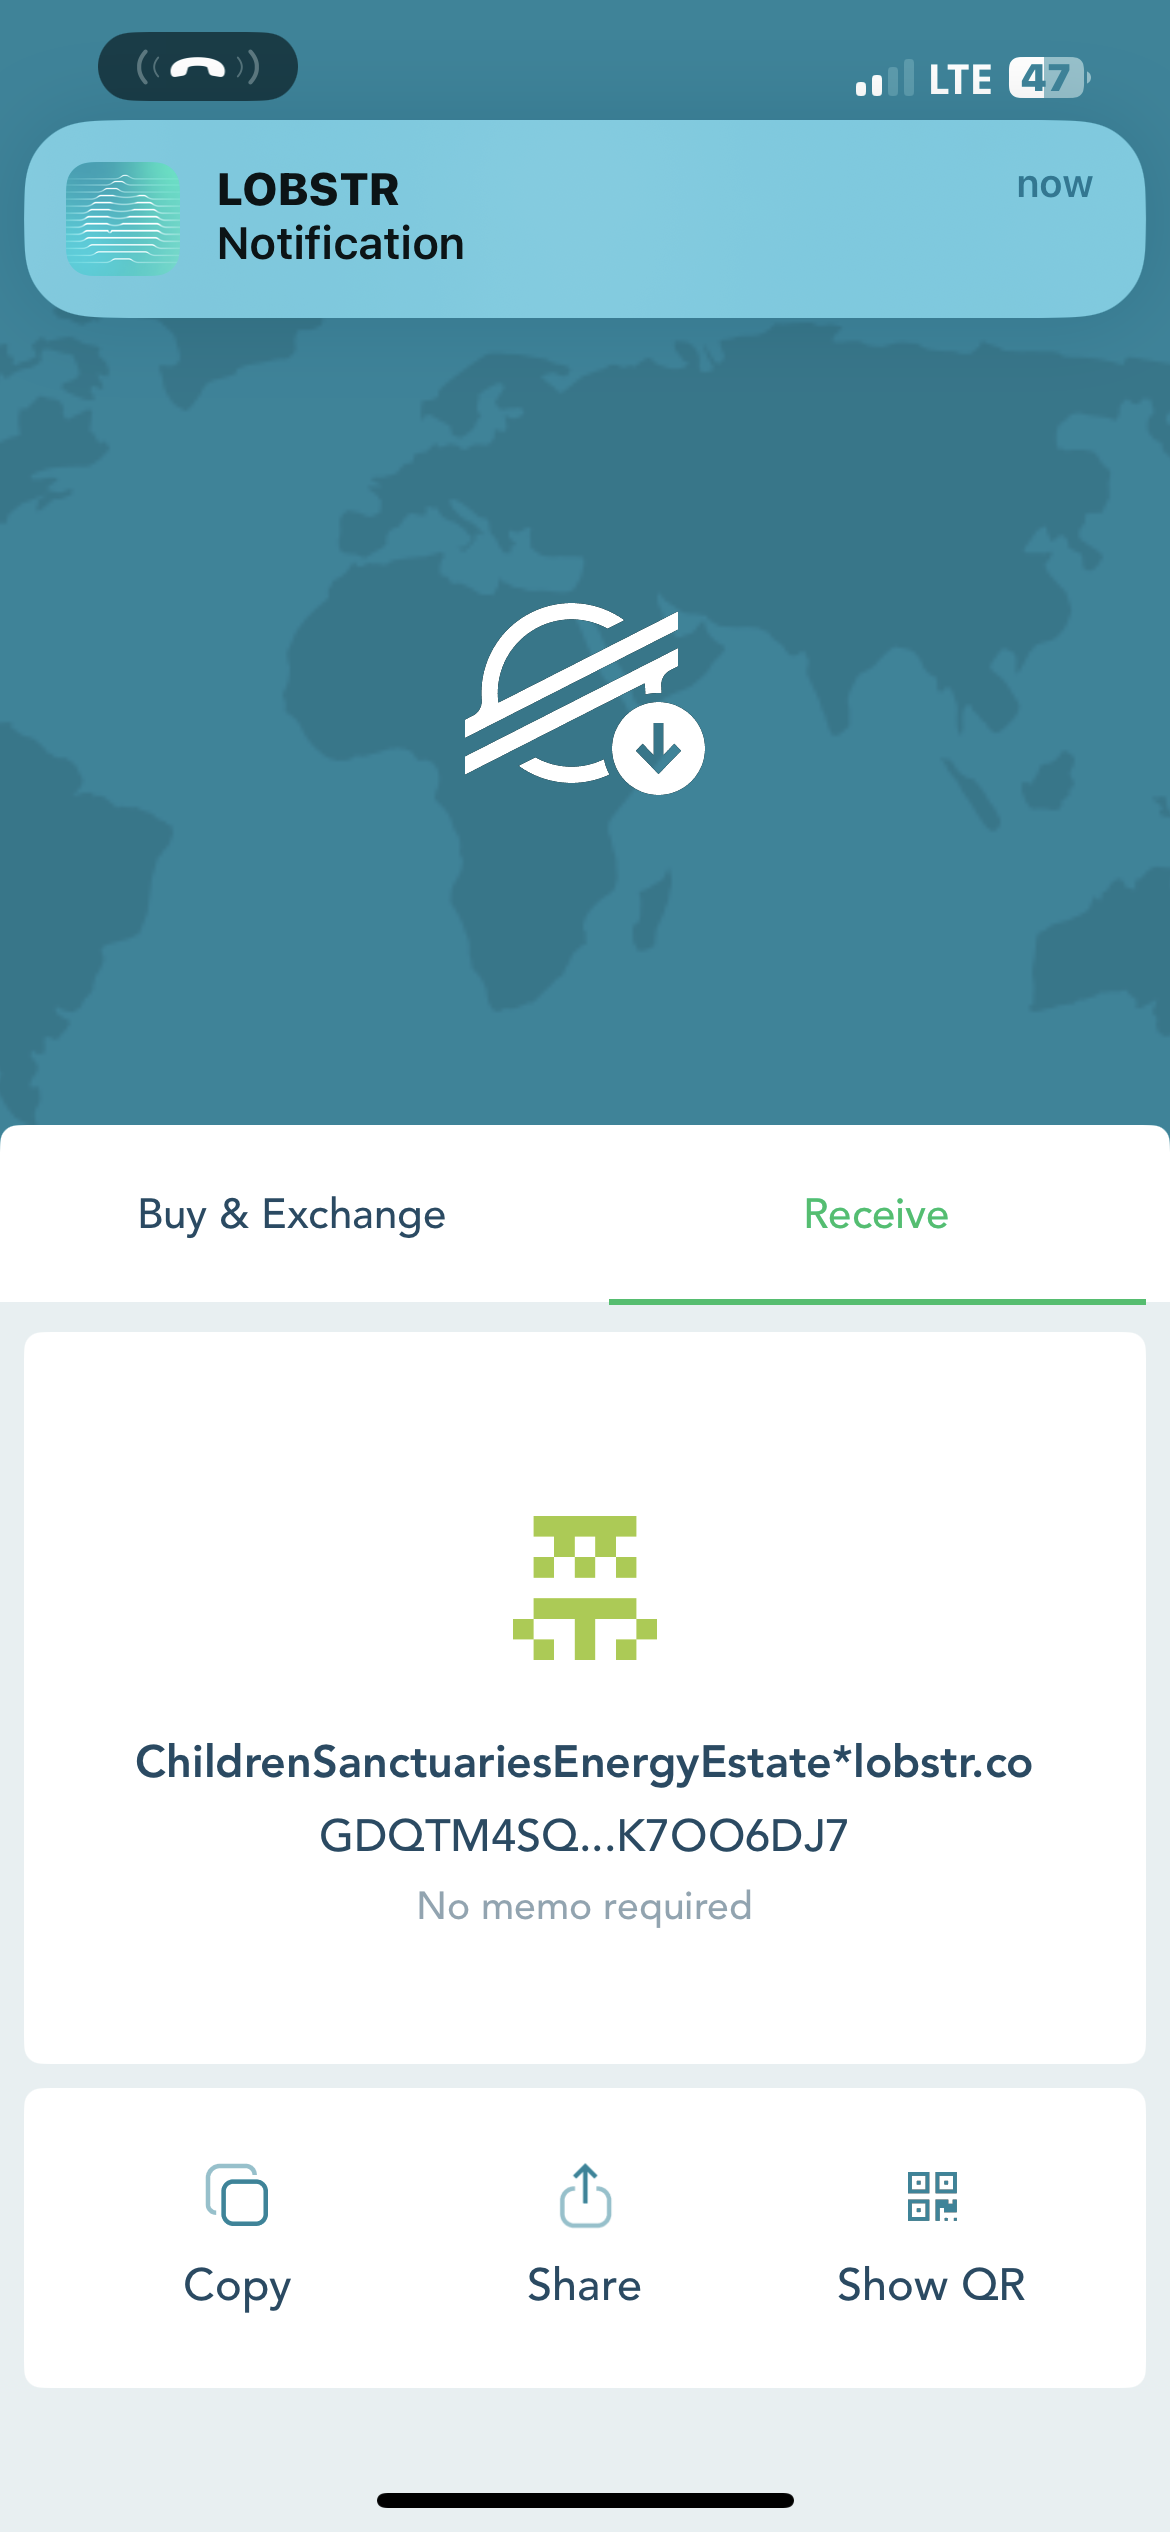 LTE 47
LOBSTR
now
Notification
Buy & Exchange
Receive
ChildrenSanctuariesEnergyEstate*lobstr.co
GDQTM4SQ...K7OO6DJ7
No memo required
Copy
Share
Show QR